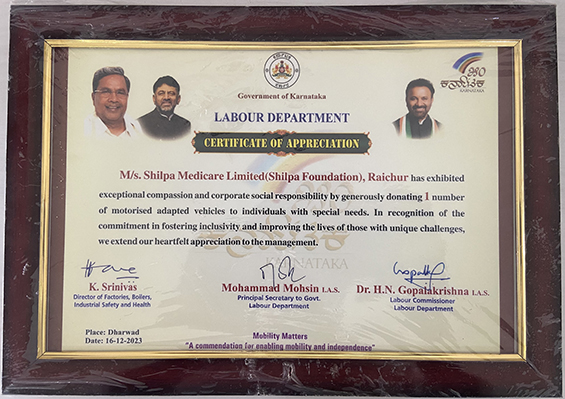 Government of Karnataka
ಕರ್ನಾಟಕ
KARNATAKA
LABOUR DEPARTMENT
CERTIFICATE OF APPRECIATION
M/s. Shilpa Medicare Limited(Shilpa Foundation), Raichur has exhibited
exceptional compassion and corporate social responsibility by generously donating 1 number
of motorised adapted vehicles to individuals with special needs. In recognition of the
commitment in fostering inclusivity and improving the lives of those with unique challenges,
we extend our heartfelt appreciation to the management.
KARNATAKA
K. Srinivas
Director of Factories, Boilers,
Industrial Safety and Health
Mohammad Mohsin I.A.S.
Principal Secretary to Govt.
Labour Department
Dr. H.N. Gopalakrishna I.A.S.
Labour Commissioner
Labour Department
Place: Dharwad
Date: 16-12-2023
Mobility Matters
"A commendation for enabling mobility and independence"